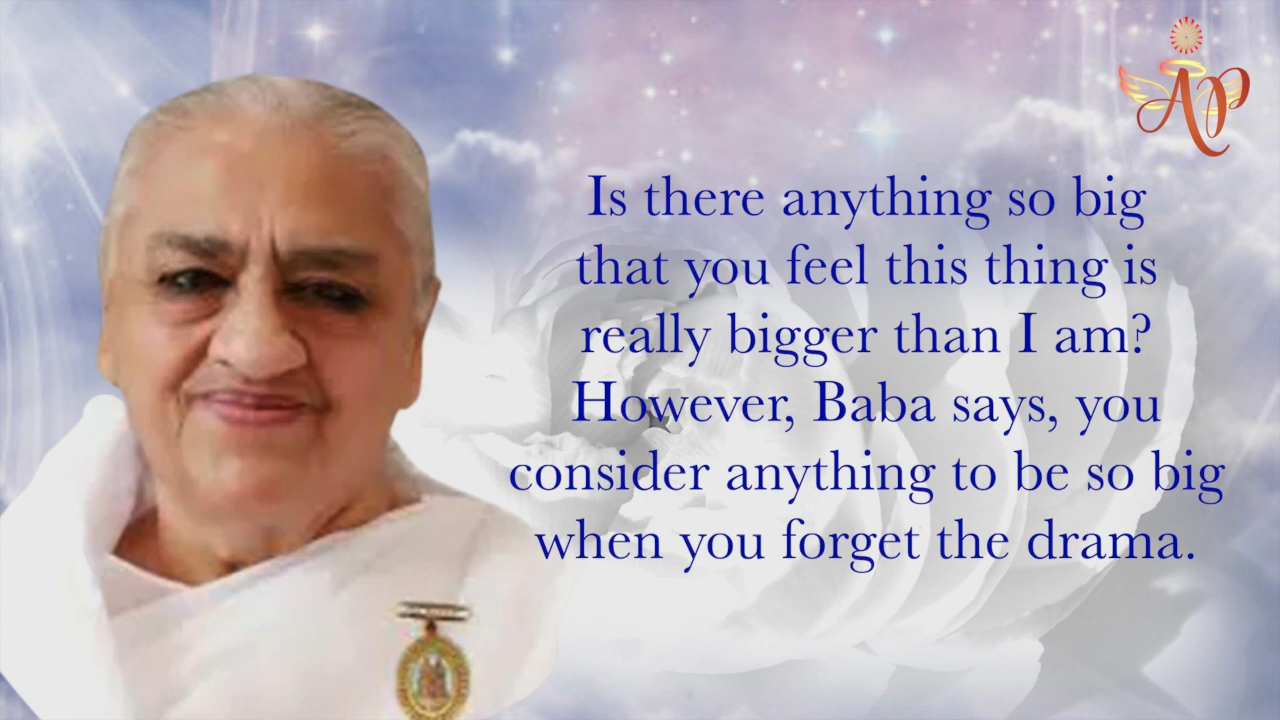 AP
Is there anything so big
that you feel this thing is
really bigger than I am?
However, Baba says, you
consider anything to be so big
when you forget the drama.